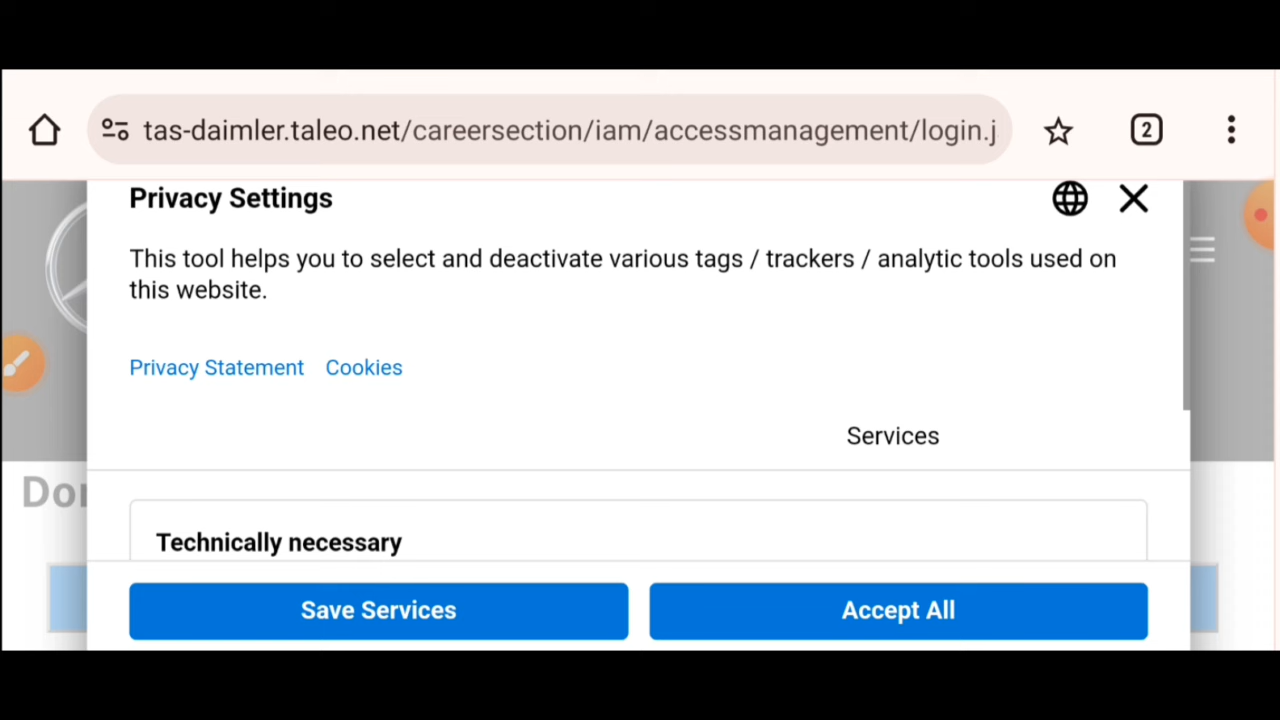 tas-daimler.taleo.net/careersection/iam/accessmanagement/login.j
2
Privacy Settings
This tool helps you to select and deactivate various tags / trackers / analytic tools used on
this website.
Privacy Statement Cookies
Services
Don
Technically necessary
Save Services Accept All